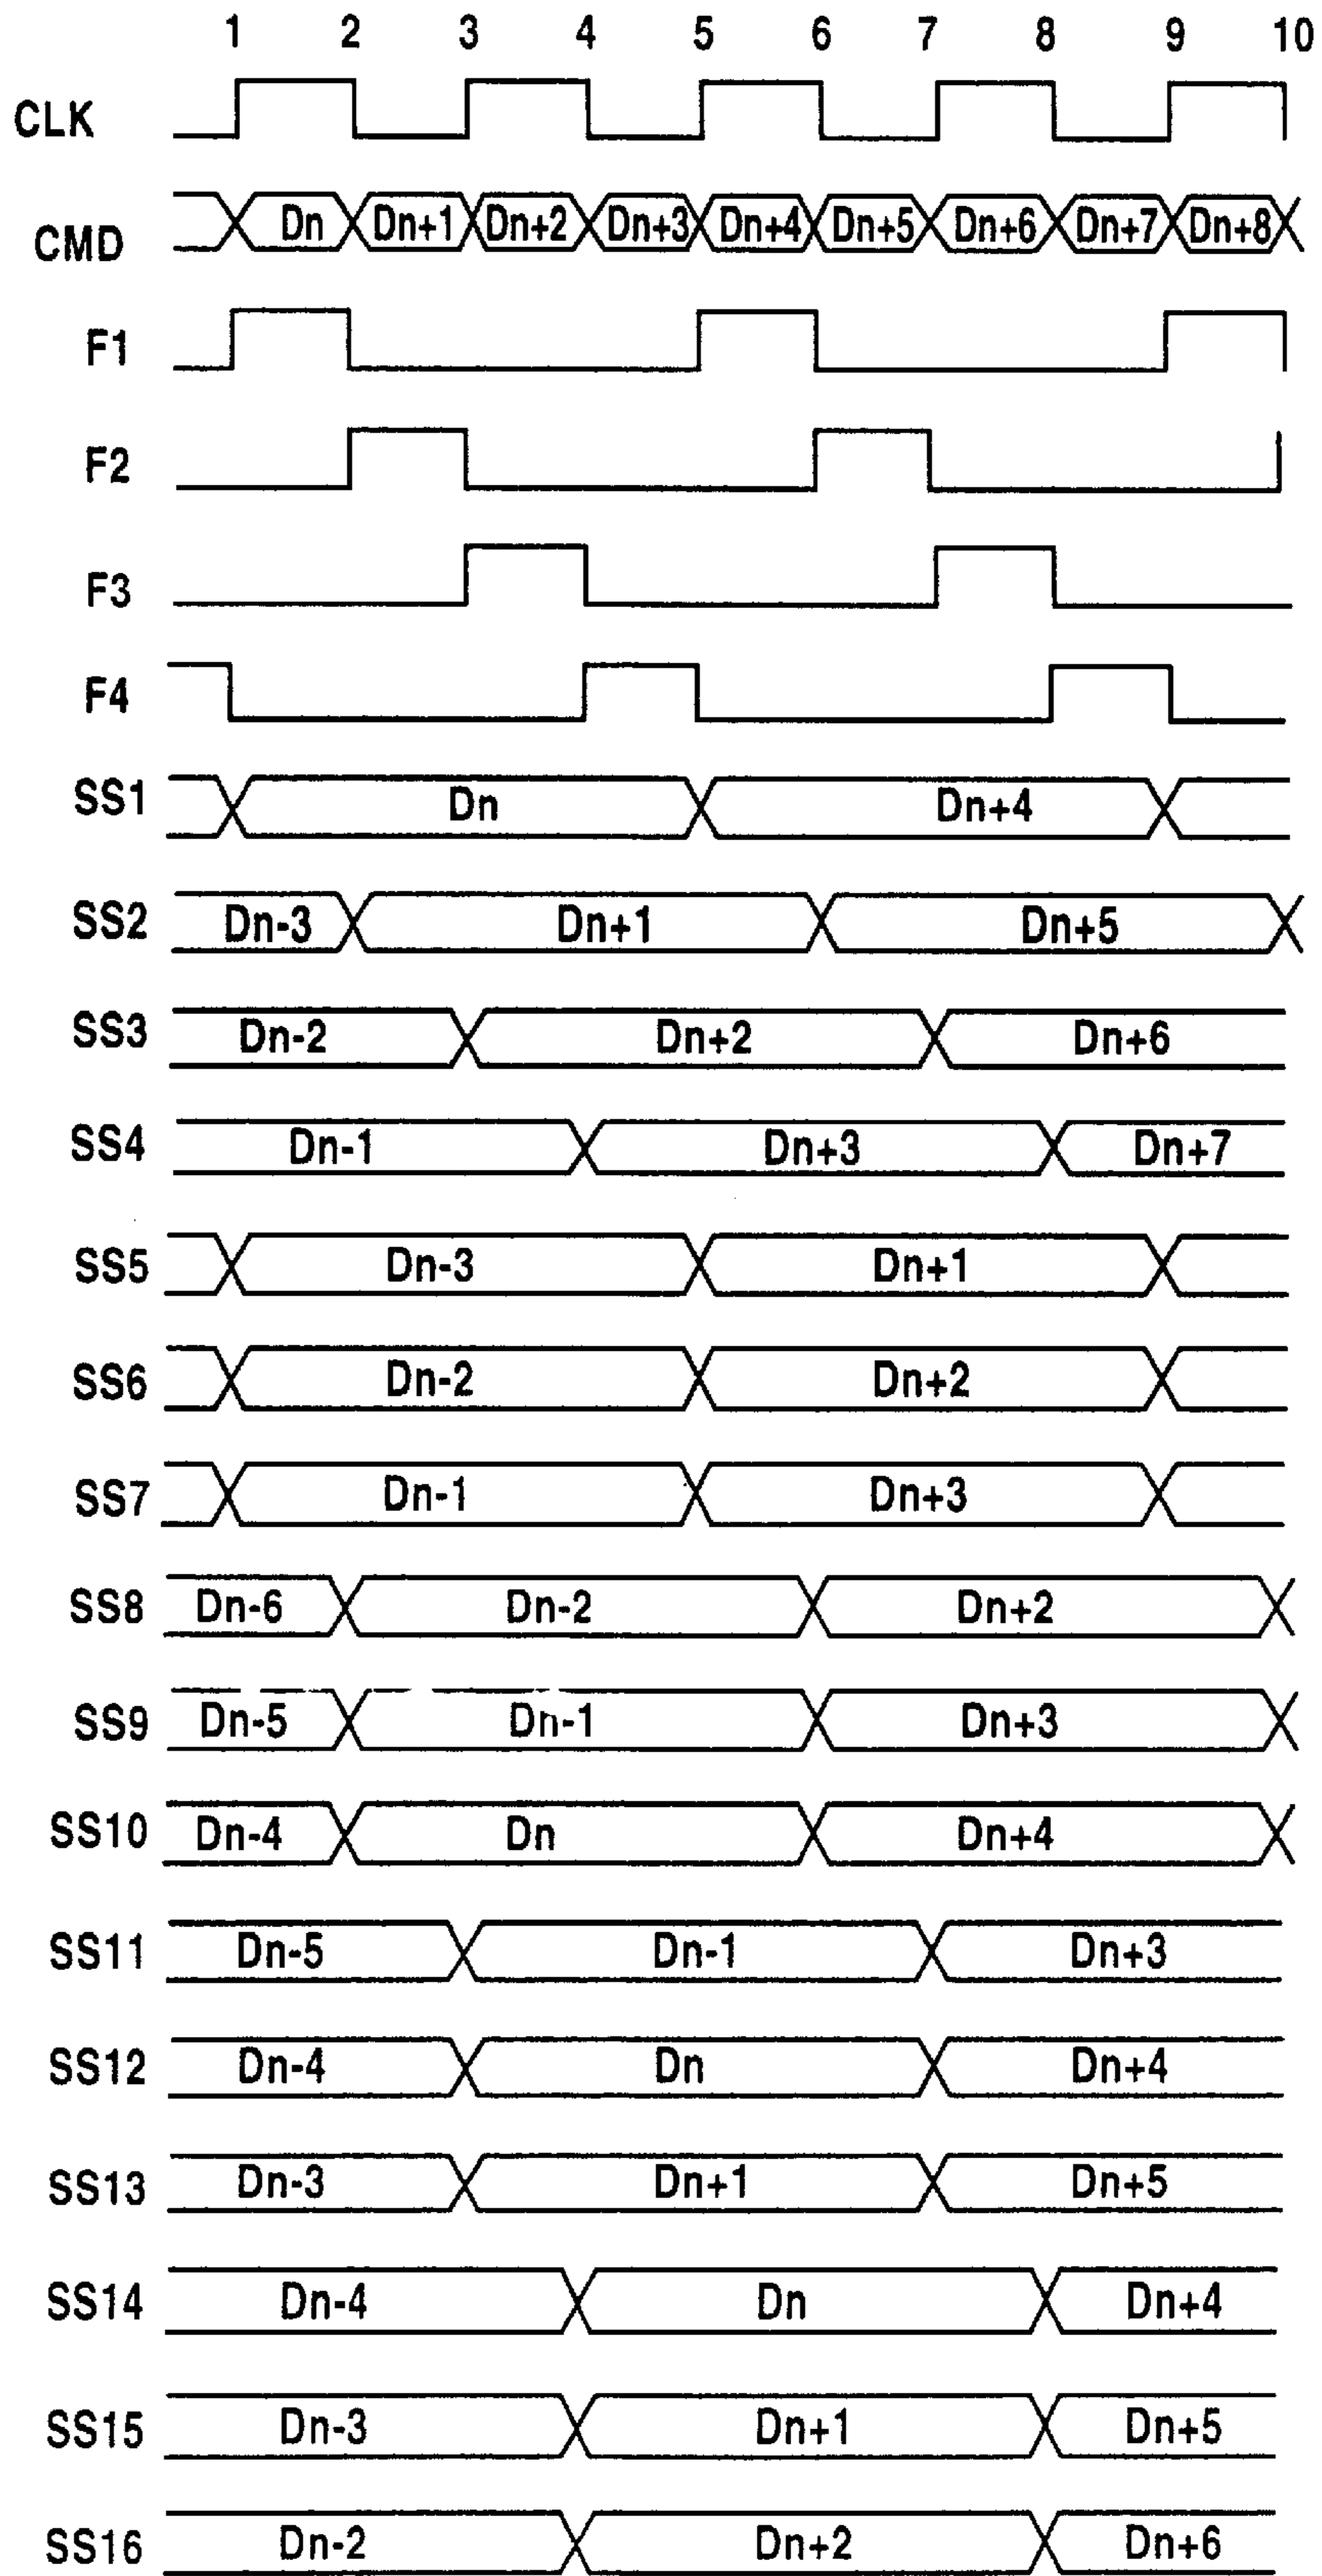 1 2 3 4 5 6 7 8 9 10
CLK
CMD Dn Dn+1 Dn+2 Dn+3 Dn+4 Dn+5 Dn+6 Dn+7 Dn+8
F1
F2
F3
F4
SS1 Dn Dn+4
SS2 Dn-3 Dn+1 Dn+5
SS3 Dn-2 Dn+2 Dn+6
SS4 Dn-1 Dn+3 Dn+7
SS5 Dn-3 Dn+1
SS6 Dn-2 Dn+2
SS7 Dn-1 Dn+3
SS8 Dn-6 Dn-2 Dn+2
SS9 Dn-5 Dn-1 Dn+3
SS10 Dn-4 Dn Dn+4
SS11 Dn-5 Dn-1 Dn+3
SS12 Dn-4 Dn Dn+4
SS13 Dn-3 Dn+1 Dn+5
SS14 Dn-4 Dn Dn+4
SS15 Dn-3 Dn+1 Dn+5
SS16 Dn-2 Dn+2 Dn+6